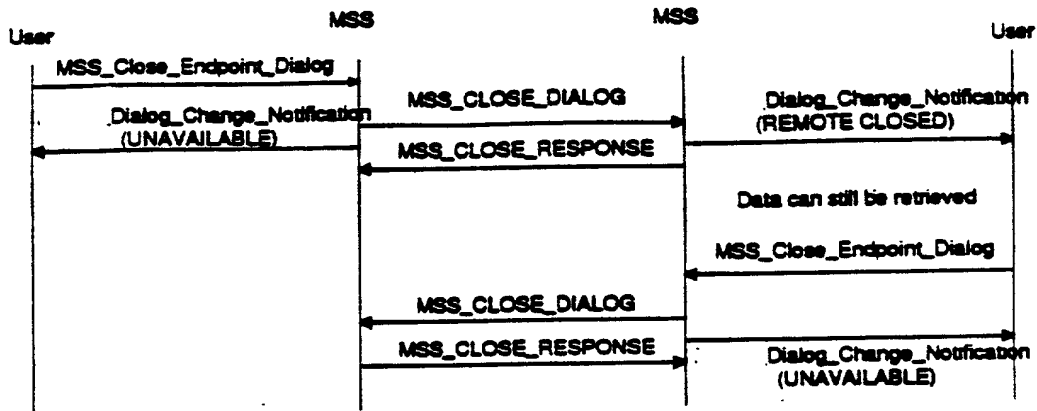 User
MSS
MSS
User
MSS_Close_Endpoint_Dialog
Dialog_Change_Notification
(UNAVAILABLE)
MSS_CLOSE_DIALOG
Dialog_Change_Notification
(REMOTE CLOSED)
MSS_CLOSE_RESPONSE
Data can still be retrieved
MSS_Close_Endpoint_Dialog
MSS_CLOSE_DIALOG
MSS_CLOSE_RESPONSE
Dialog_Change_Notification
(UNAVAILABLE)